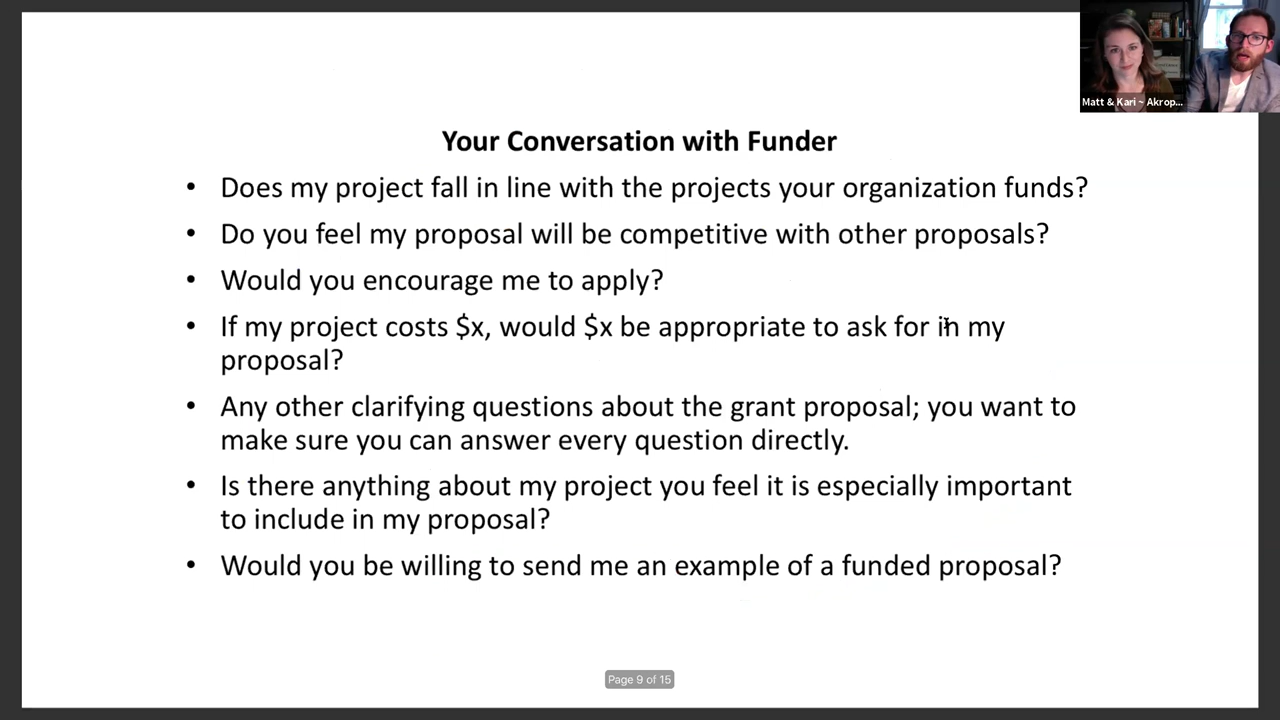 Matt & Kari ~ Akrop...
Your Conversation with Funder
• Does my project fall in line with the projects your organization funds?
• Do you feel my proposal will be competitive with other proposals?
• Would you encourage me to apply?
• If my project costs $x, would $x be appropriate to ask for in my
proposal?
• Any other clarifying questions about the grant proposal; you want to
make sure you can answer every question directly.
• Is there anything about my project you feel it is especially important
to include in my proposal?
• Would you be willing to send me an example of a funded proposal?
Page 9 of 15